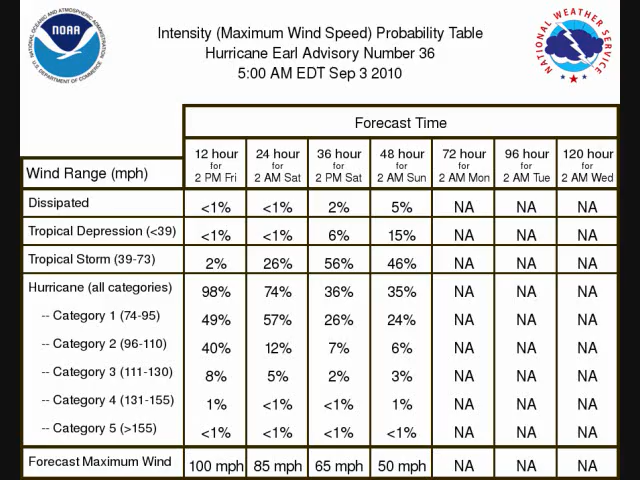 Intensity (Maximum Wind Speed) Probability Table
Hurricane Earl Advisory Number 36
5:00 AM EDT Sep 3 2010
NATIONAL OCEANIC AND ATMOSPHERIC ADMINISTRATION
NOAA
U.S. DEPARTMENT OF COMMERCE
NATIONAL WEATHER SERVICE
Forecast Time
Wind Range (mph) 12 hour 24 hour 36 hour 48 hour 72 hour 96 hour 120 hour
for for for for for for for
2 PM Fri 2 AM Sat 2 PM Sat 2 AM Sun 2 AM Mon 2 AM Tue 2 AM Wed
Dissipated <1% <1% 2% 5% NA NA NA
Tropical Depression (<39) <1% <1% 6% 15% NA NA NA
Tropical Storm (39-73) 2% 26% 56% 46% NA NA NA
Hurricane (all categories) 98% 74% 36% 35% NA NA NA
-- Category 1 (74-95) 49% 57% 26% 24% NA NA NA
-- Category 2 (96-110) 40% 12% 7% 6% NA NA NA
-- Category 3 (111-130) 8% 5% 2% 3% NA NA NA
-- Category 4 (131-155) 1% <1% <1% 1% NA NA NA
-- Category 5 (>155) <1% <1% <1% <1% NA NA NA
Forecast Maximum Wind 100 mph 85 mph 65 mph 50 mph NA NA NA